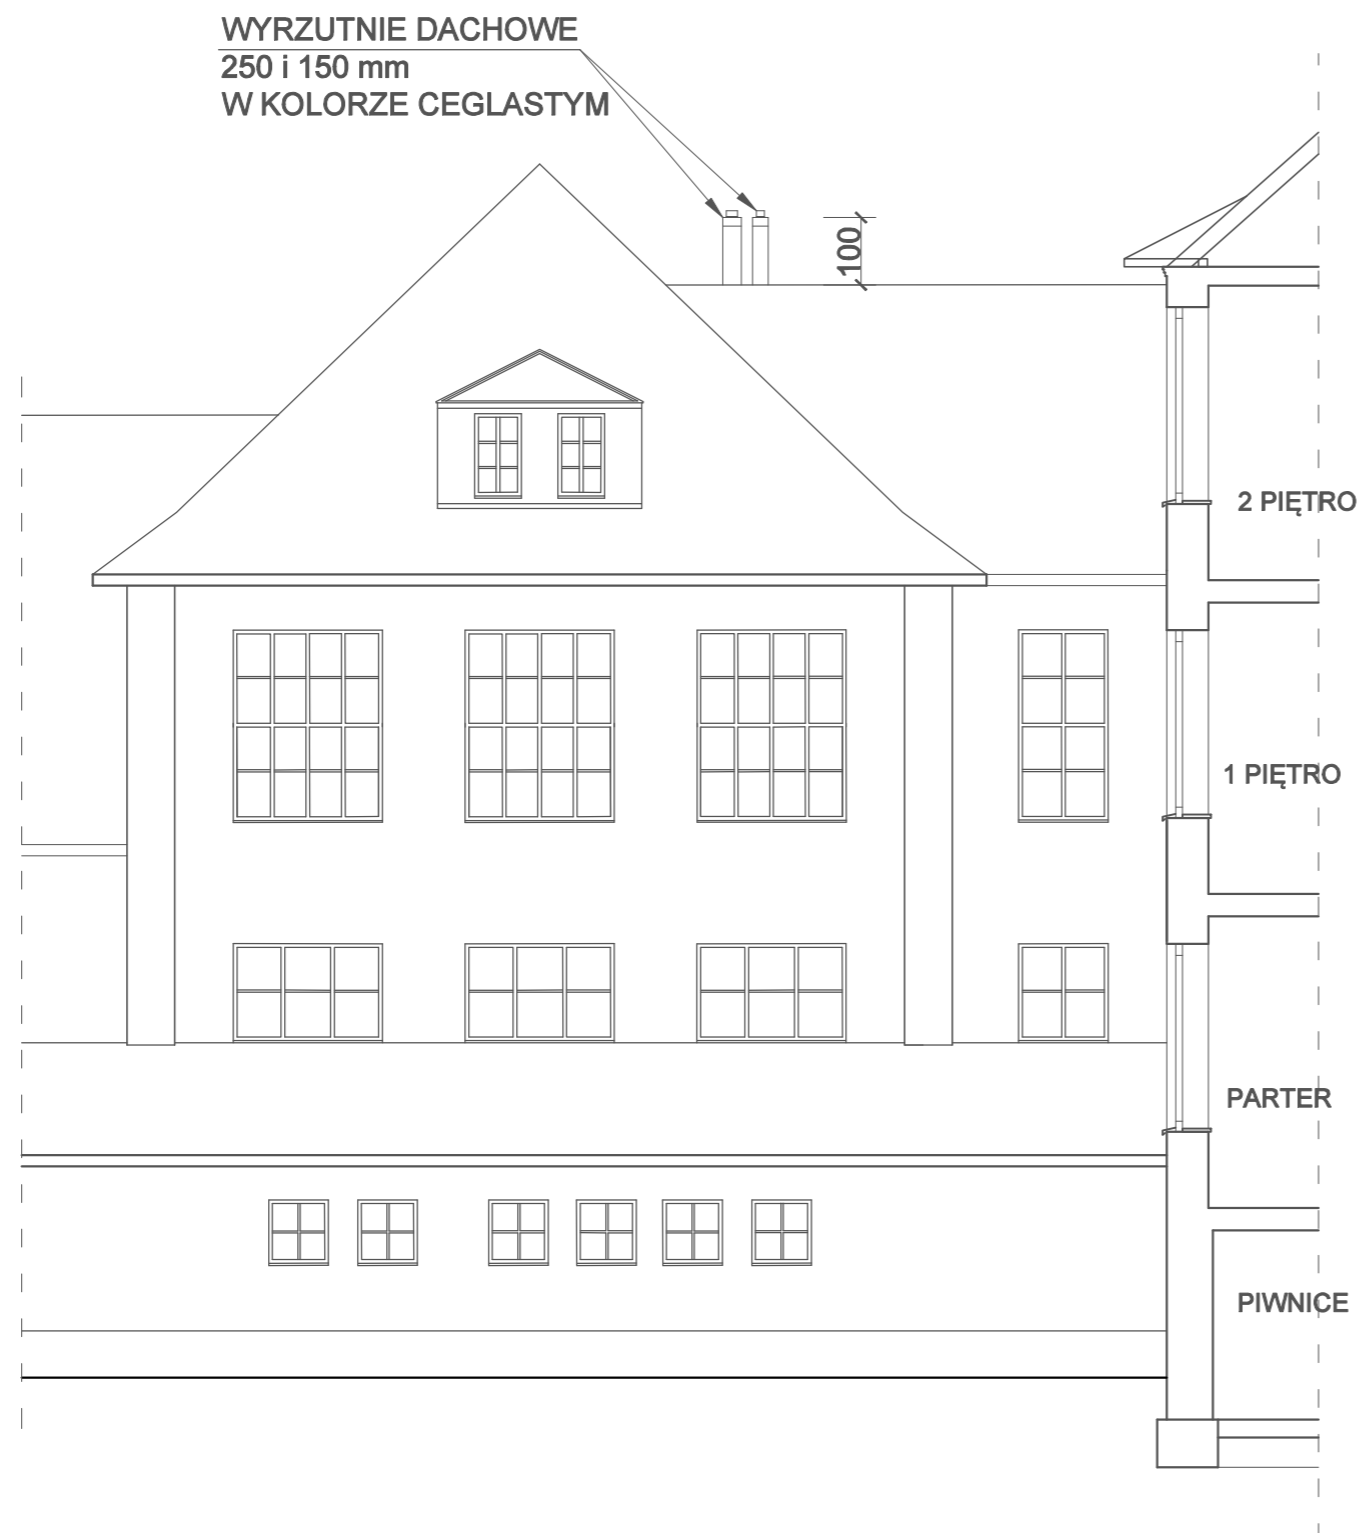 WYRZUTNIE DACHOWE
250 i 150 mm
W KOLORZE CEGLASTYM
100
2 PIĘTRO
1 PIĘTRO
PARTER
PIWNICE